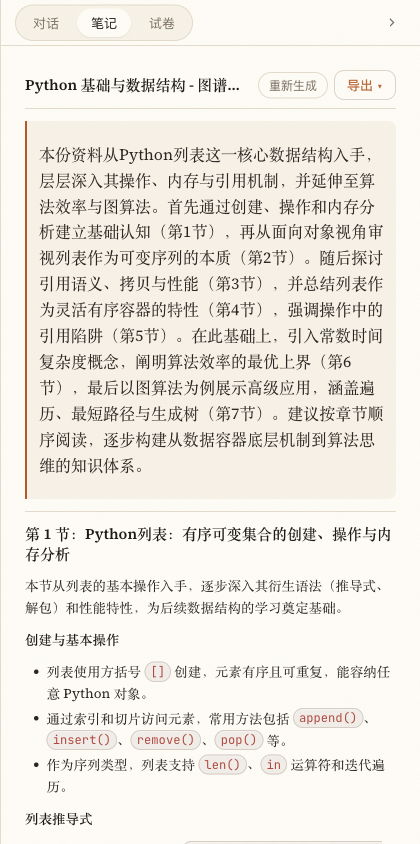 对话 笔记 试卷
Python 基础与数据结构 - 图谱... 重新生成 导出
本份资料从Python列表这一核心数据结构入手，
层层深入其操作、内存与引用机制，并延伸至算
法效率与图算法。首先通过创建、操作和内存分
析建立基础认知（第1节），再从面向对象视角审
视列表作为可变序列的本质（第2节）。随后探讨
引用语义、拷贝与性能（第3节），并总结列表作
为灵活有序容器的特性（第4节），强调操作中的
引用陷阱（第5节）。在此基础上，引入常数时间
复杂度概念，阐明算法效率的最优上界（第6
节），最后以图算法为例展示高级应用，涵盖遍
历、最短路径与生成树（第7节）。建议按章节顺
序阅读，逐步构建从数据容器底层机制到算法思
维的知识体系。
第 1 节：Python列表：有序可变集合的创建、操作与内
存分析
本节从列表的基本操作入手，逐步深入其衍生语法（推导式、
解包）和性能特性，为后续数据结构的学习奠定基础。
创建与基本操作
• 列表使用方括号 [] 创建，元素有序且可重复，能容纳任
意 Python 对象。
• 通过索引和切片访问元素，常用方法包括 append()、
insert()、remove()、pop() 等。
• 作为序列类型，列表支持 len()、in 运算符和迭代遍
历。
列表推导式